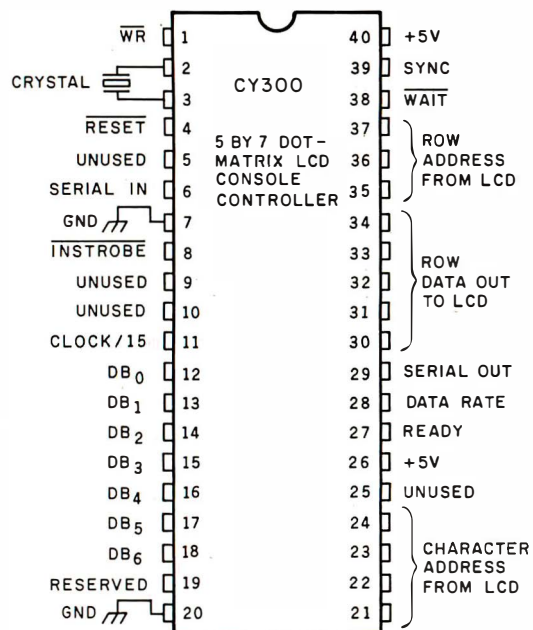 W̅R̅ 1
CRYSTAL
2
3
R̅E̅S̅E̅T̅ 4
UNUSED 5
SERIAL IN 6
GND 7
I̅N̅S̅T̅R̅O̅B̅E̅ 8
UNUSED 9
UNUSED 10
CLOCK/15 11
DB₀ 12
DB₁ 13
DB₂ 14
DB₃ 15
DB₄ 16
DB₅ 17
DB₆ 18
RESERVED 19
GND 20
CY300
5 BY 7 DOT-
MATRIX LCD
CONSOLE
CONTROLLER
40 +5V
39 SYNC
38 W̅A̅I̅T̅
37
36
35
ROW
ADDRESS
FROM LCD
34
33
32
31
30
ROW
DATA OUT
TO LCD
29 SERIAL OUT
28 DATA RATE
27 READY
26 +5V
25 UNUSED
24
23
22
21
CHARACTER
ADDRESS
FROM LCD